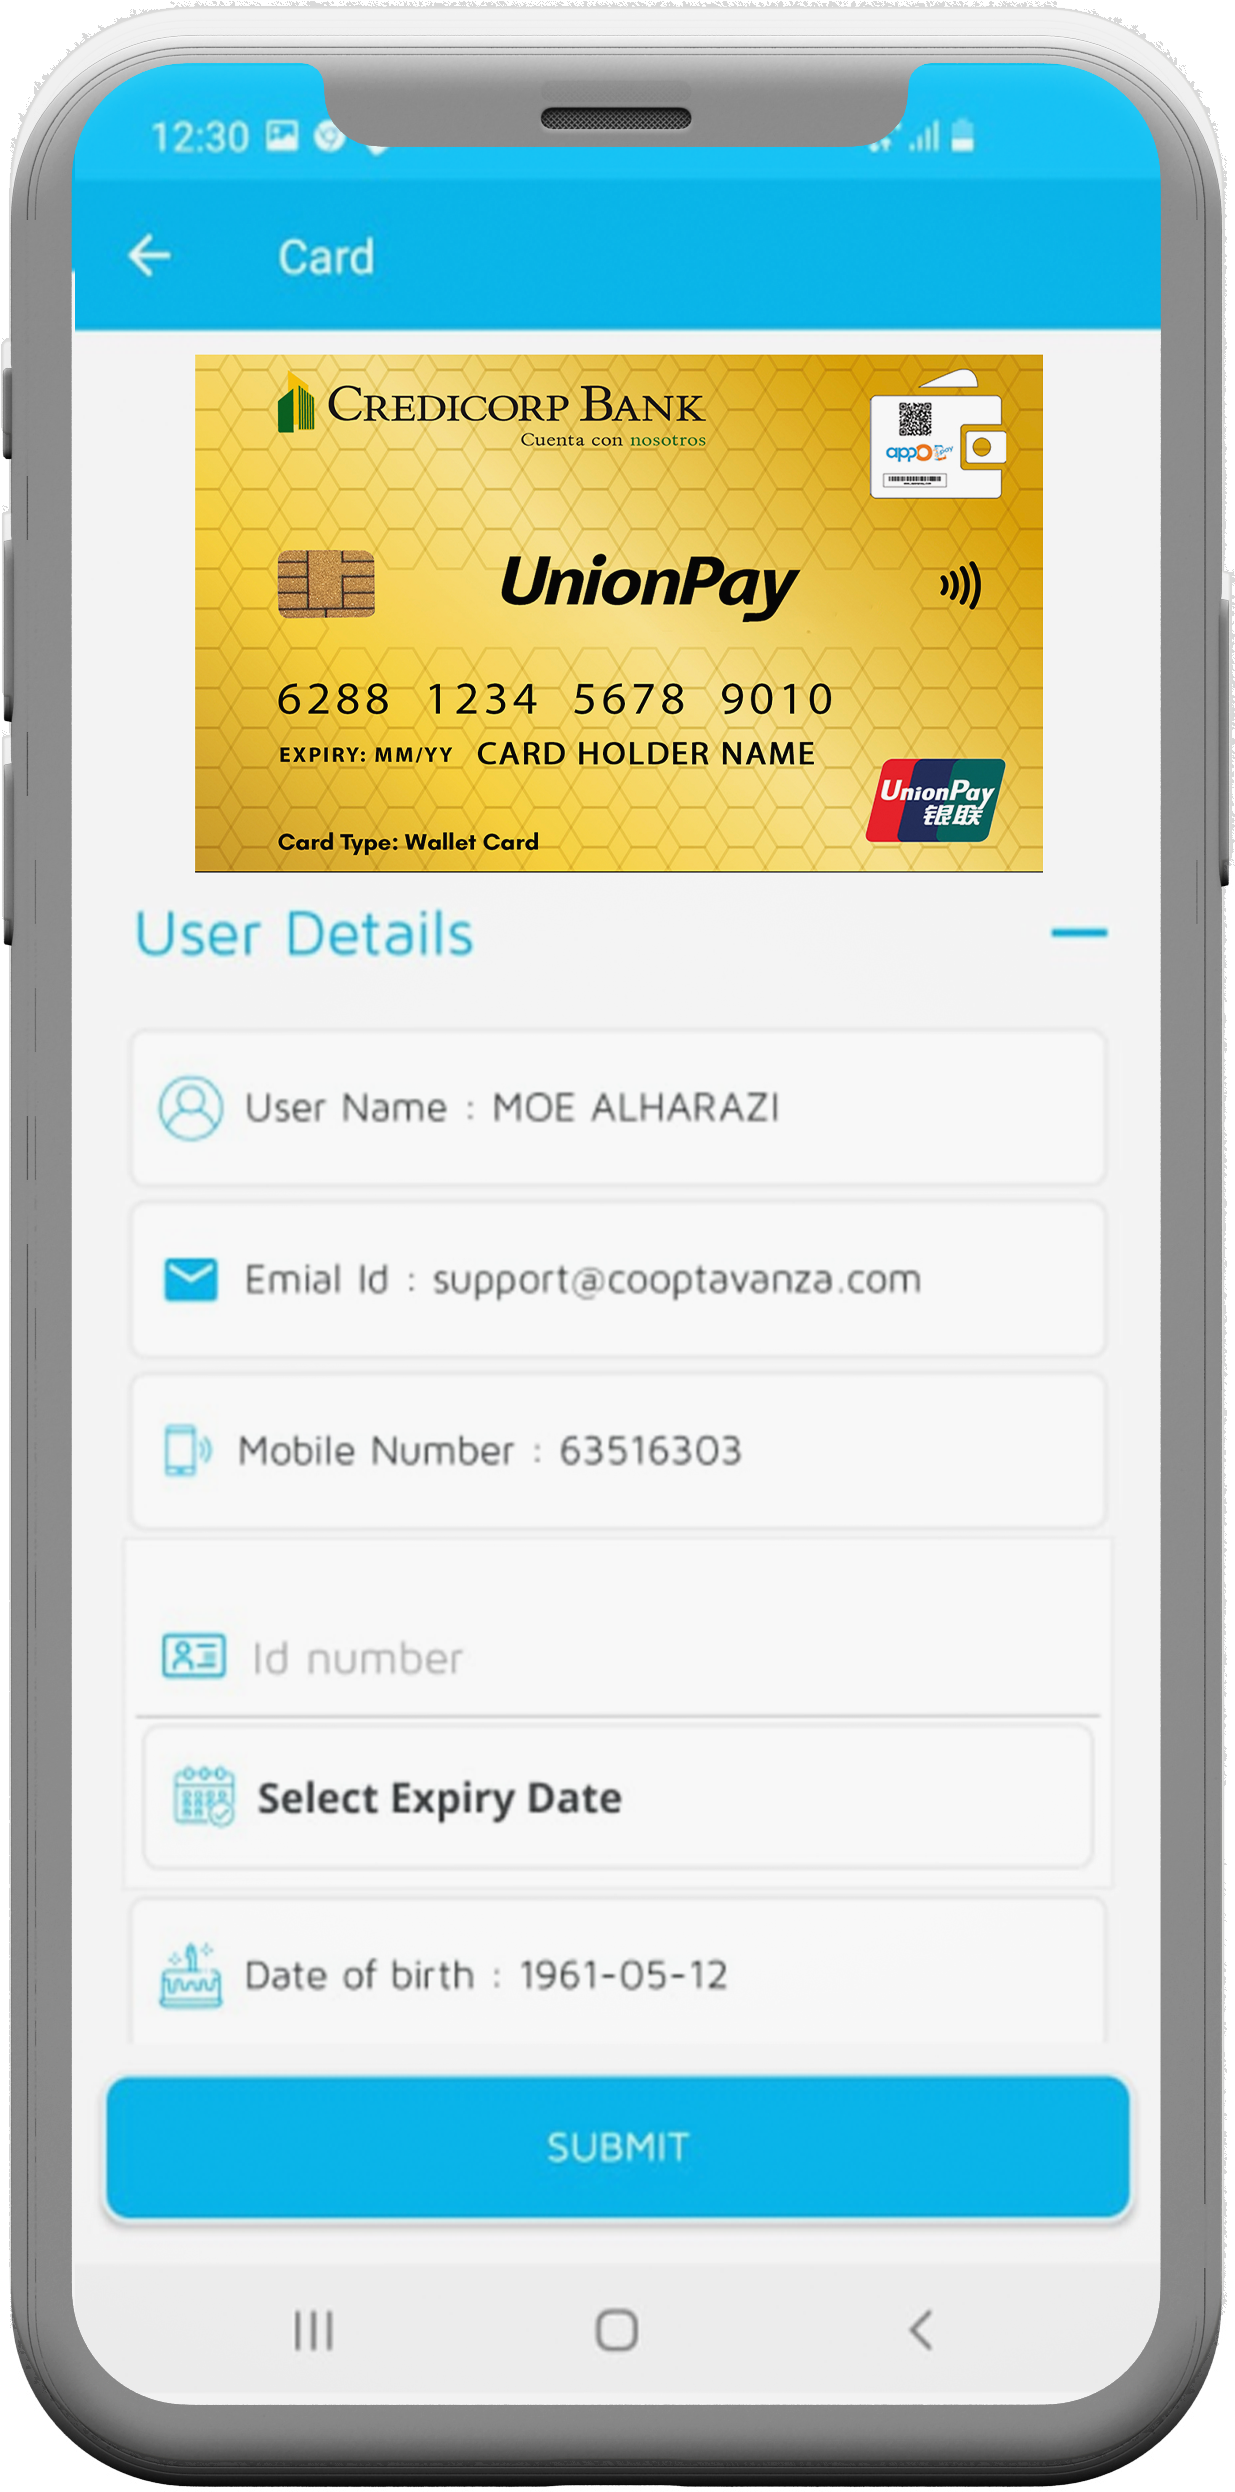 12:30
Card
CREDICORP BANK
Cuenta con nosotros
app pay
UnionPay
6288 1234 5678 9010
EXPIRY: MM/YY CARD HOLDER NAME
UnionPay
银联
Card Type: Wallet Card
User Details
User Name : MOE ALHARAZI
Emial Id : support@cooptavanza.com
Mobile Number : 63516303
Id number
Select Expiry Date
Date of birth : 1961-05-12
SUBMIT